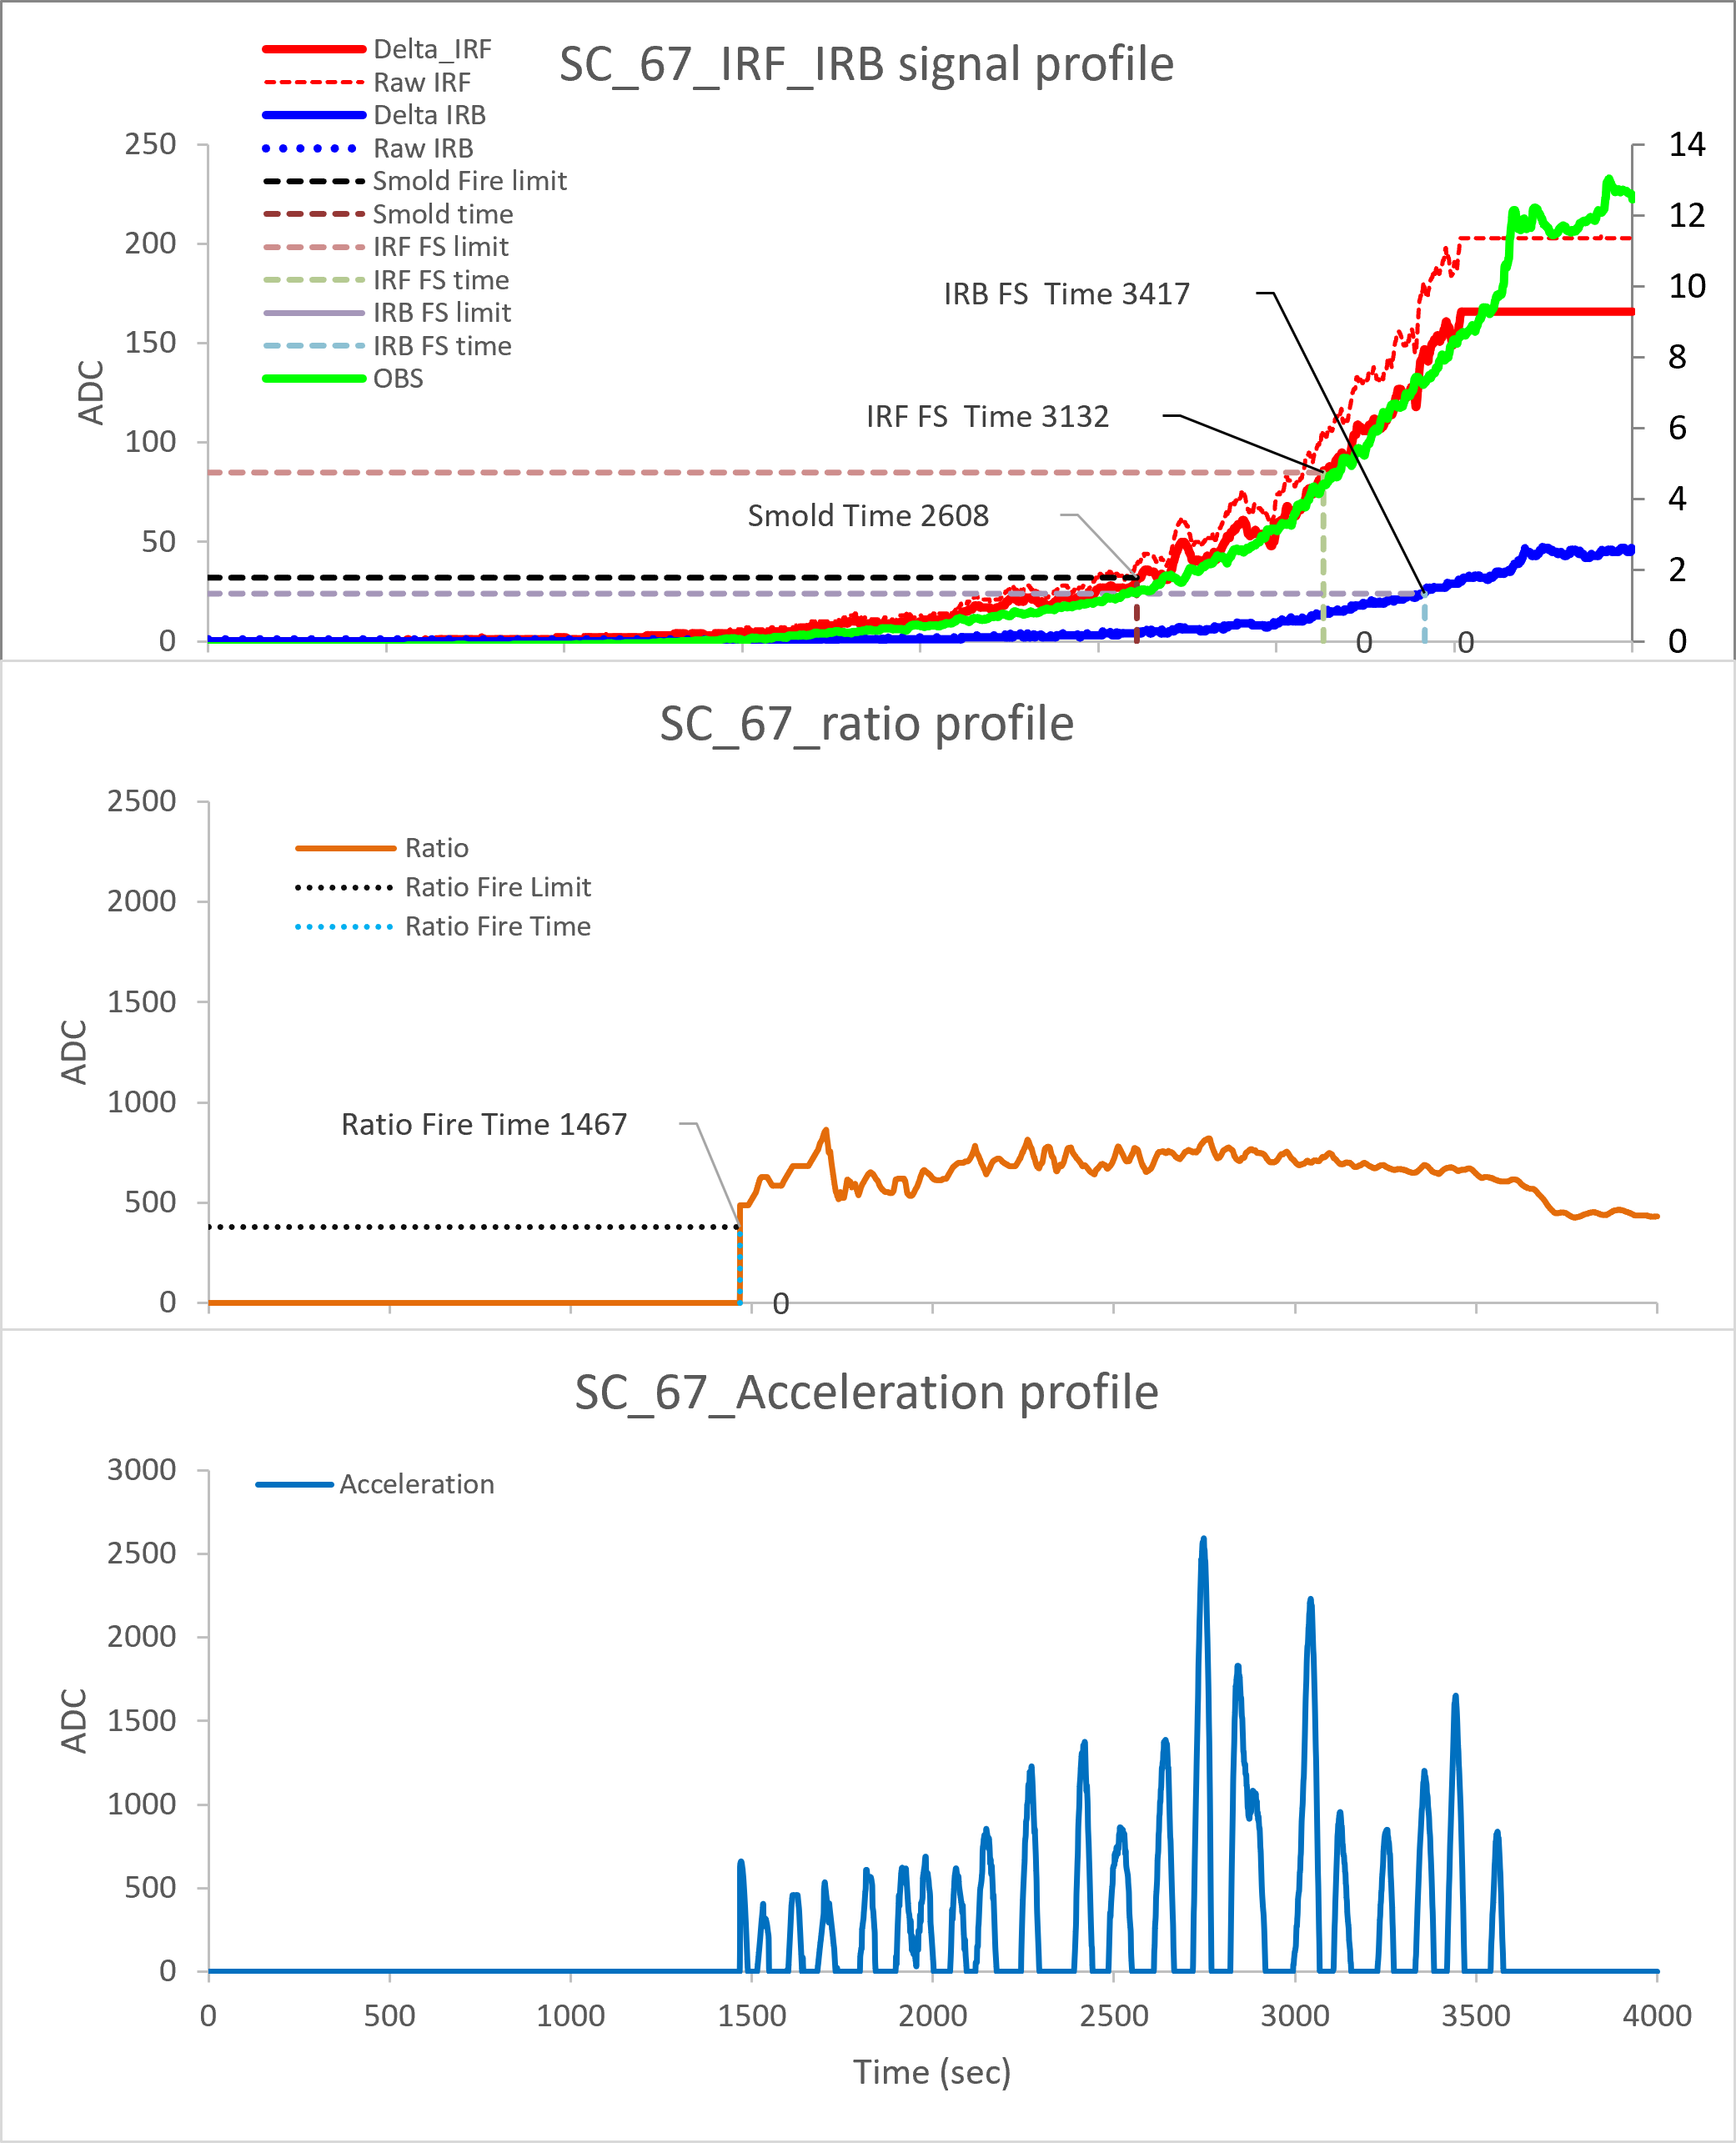 SC_67_IRF_IRB signal profile
Delta_IRF
Raw IRF
Delta IRB
Raw IRB
Smold Fire limit
Smold time
IRF FS limit
IRF FS time
IRB FS limit
IRB FS time
OBS
250
200
150
100
50
0
ADC
14
12
10
8
6
4
2
0
IRB FS  Time 3417
IRF FS  Time 3132
Smold Time 2608
0
0
SC_67_ratio profile
2500
2000
1500
1000
500
0
ADC
Ratio
Ratio Fire Limit
Ratio Fire Time
Ratio Fire Time 1467
0
SC_67_Acceleration profile
3000
2500
2000
1500
1000
500
0
ADC
Acceleration
0 500 1000 1500 2000 2500 3000 3500 4000
Time (sec)